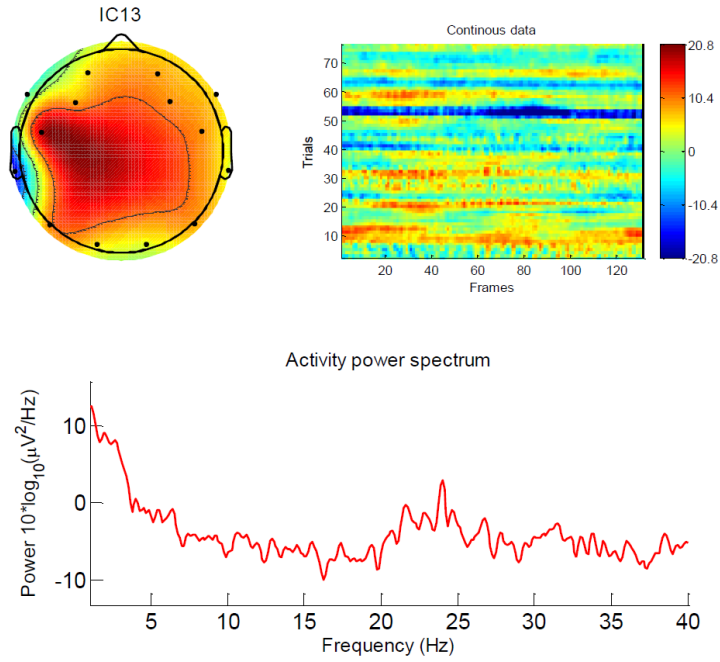 IC13
Continous data
Trials
70
60
50
40
30
20
10
20 40 60 80 100 120
Frames
20.8
10.4
0
-10.4
-20.8
Activity power spectrum
Power 10*log10(μV2/Hz)
10
0
-10
5 10 15 20 25 30 35 40
Frequency (Hz)